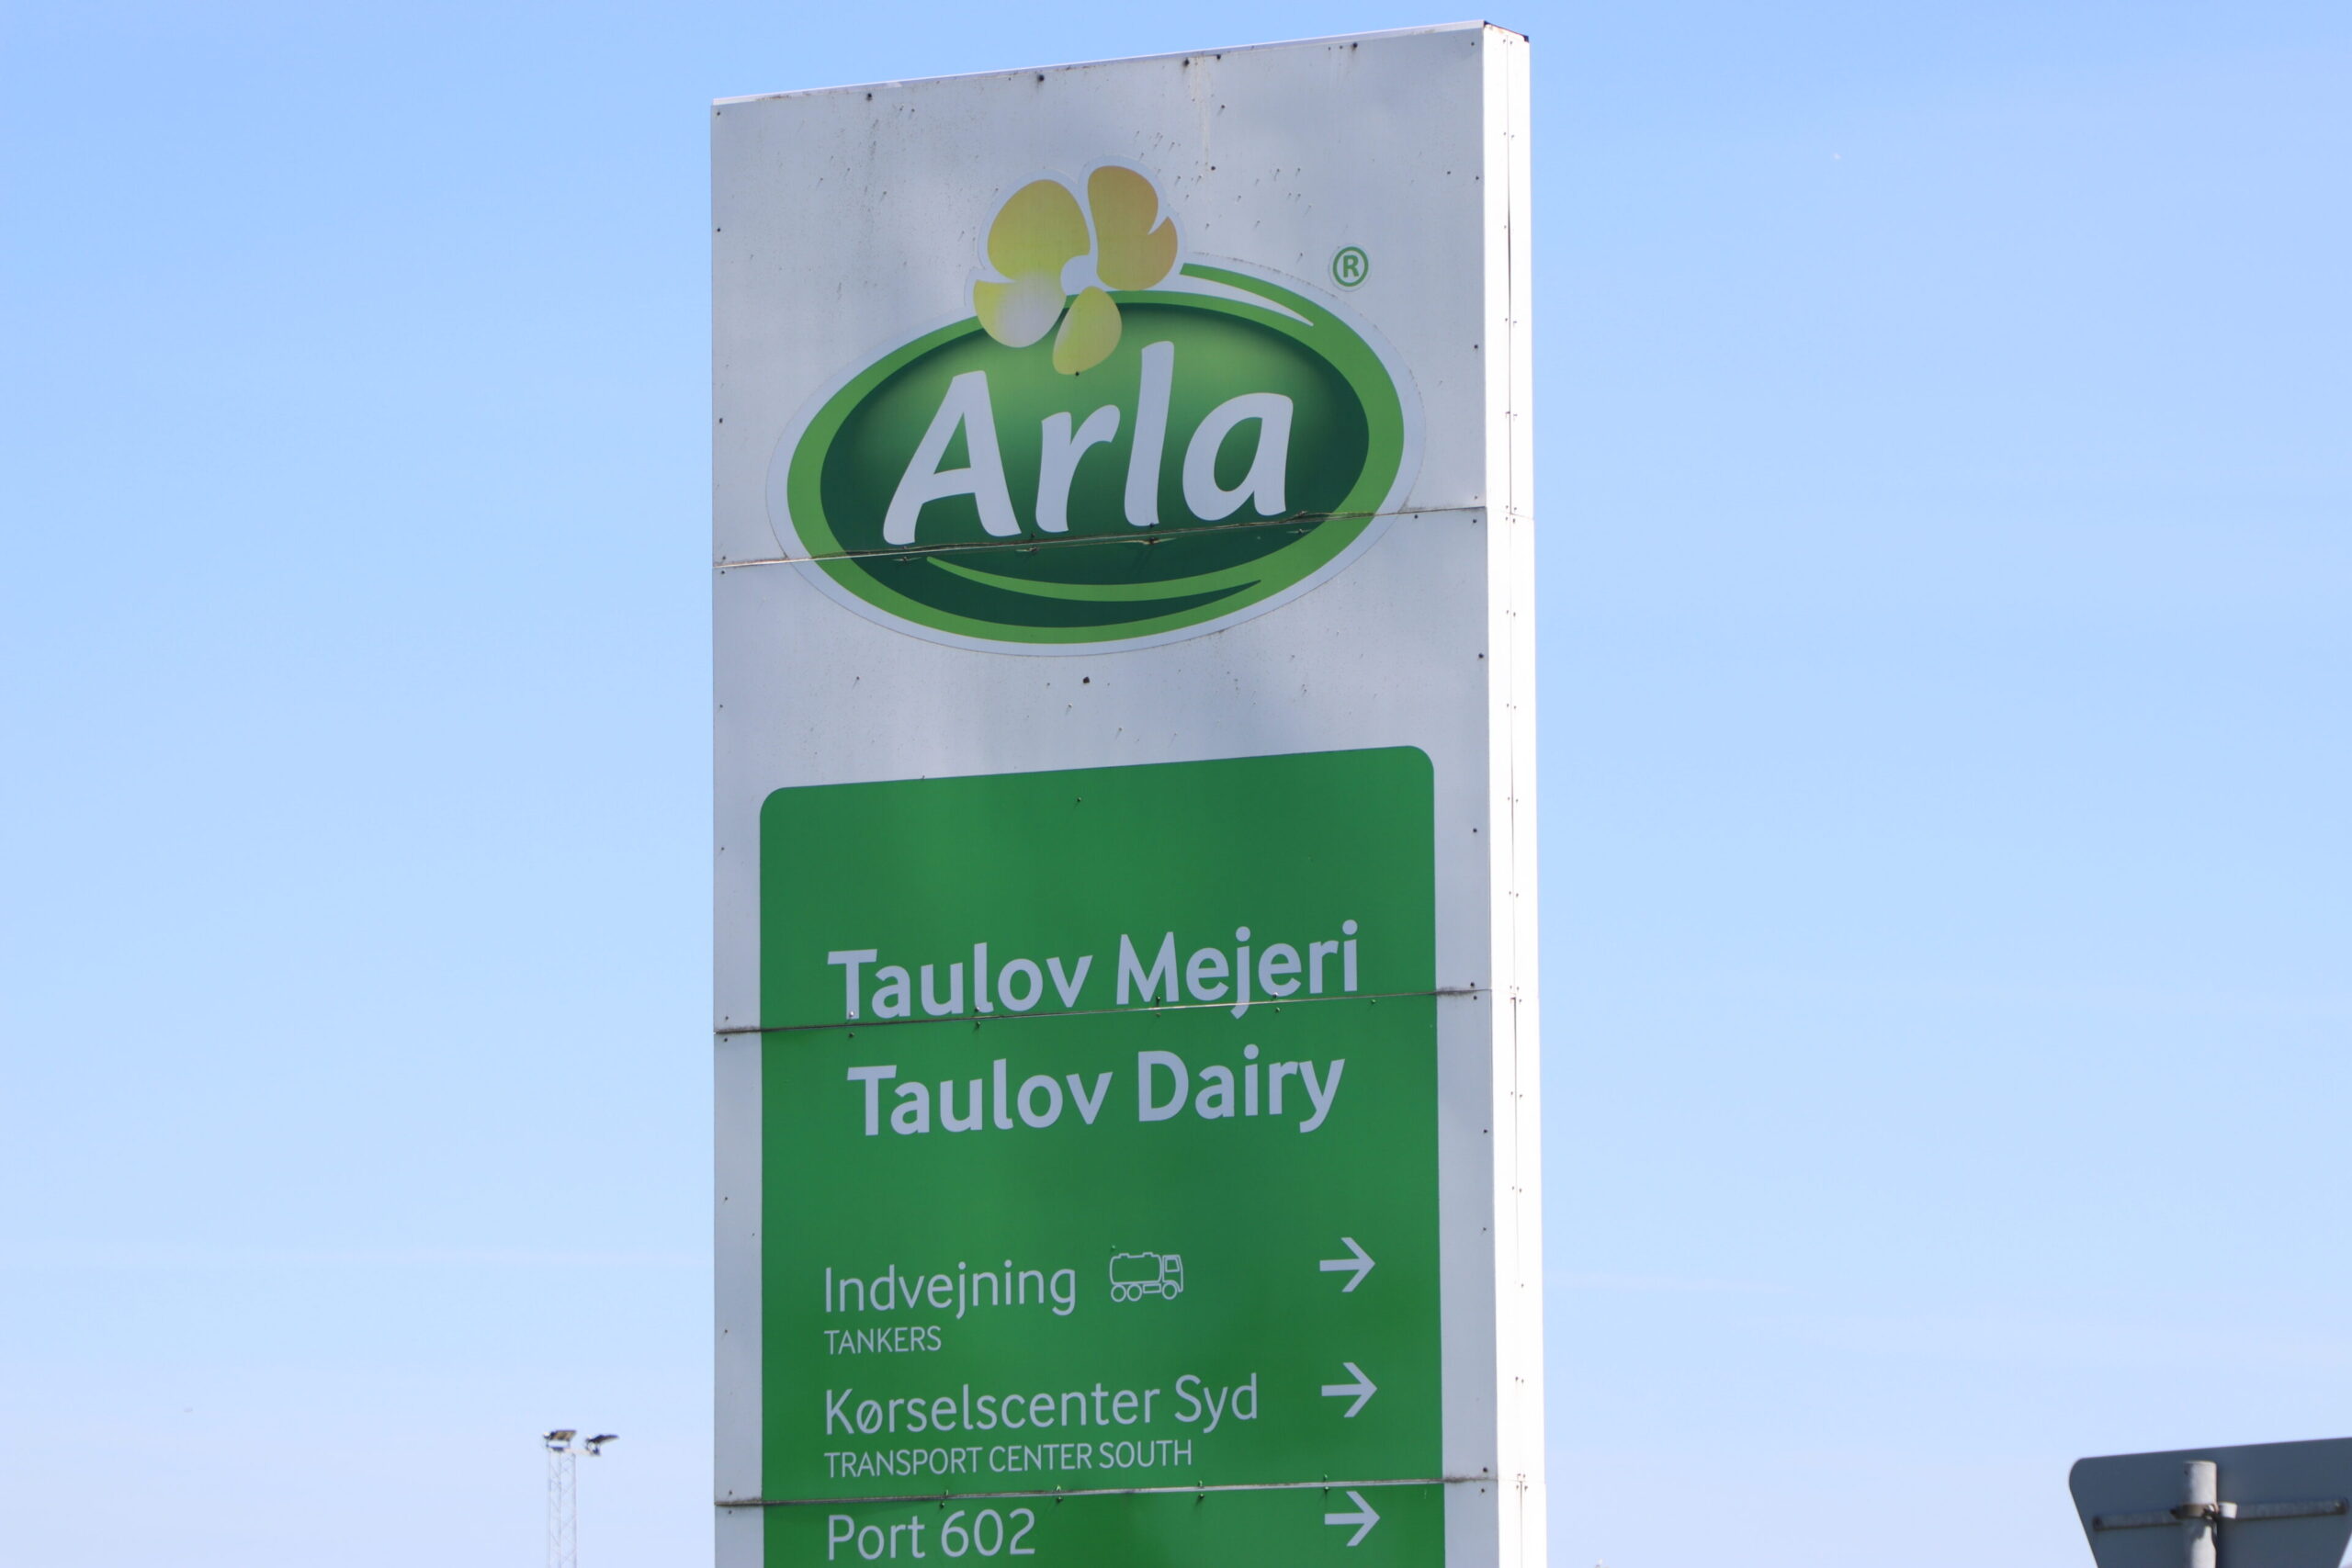 Arla®
Taulov Mejeri
Taulov Dairy
Indvejning
TANKERS
Kørselscenter Syd
TRANSPORT CENTER SOUTH
Port 602